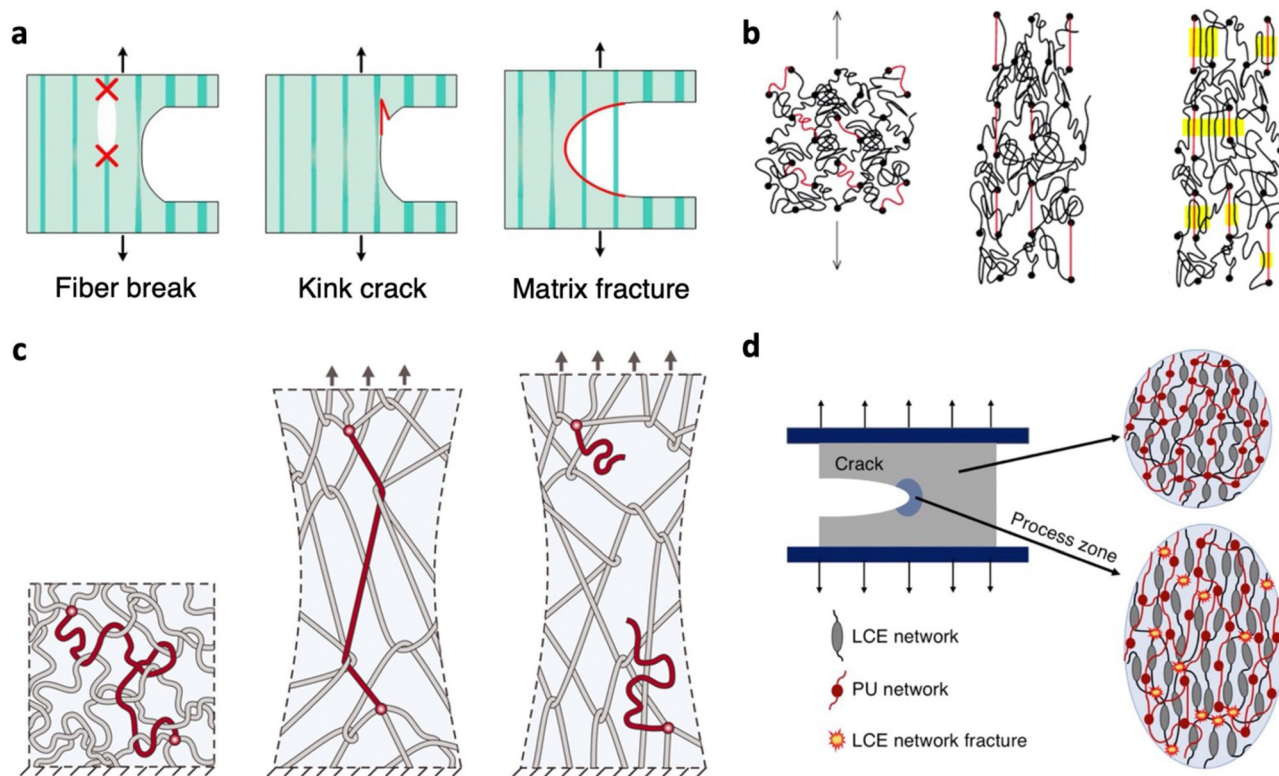 a
Fiber break
Kink crack
Matrix fracture
b
c
d
Crack
Process zone
LCE network
PU network
LCE network fracture